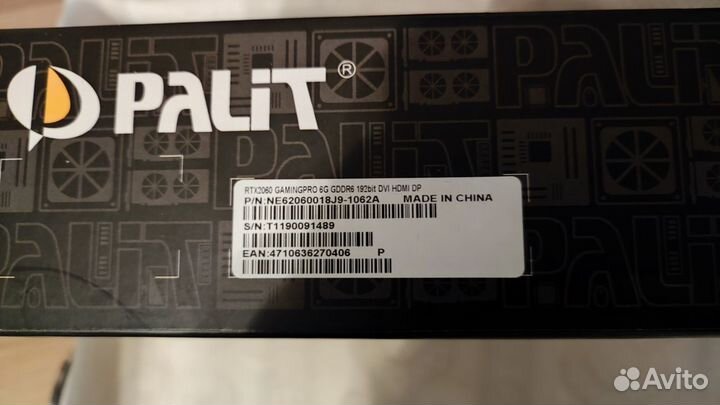 PALIT®
RTX2060 GAMINGPRO 6G GDDR6 192bit DVI HDMI DP
P/N:NE62060018J9-1062A MADE IN CHINA
S/N:T1190091489
EAN:4710636270406 P
Avito